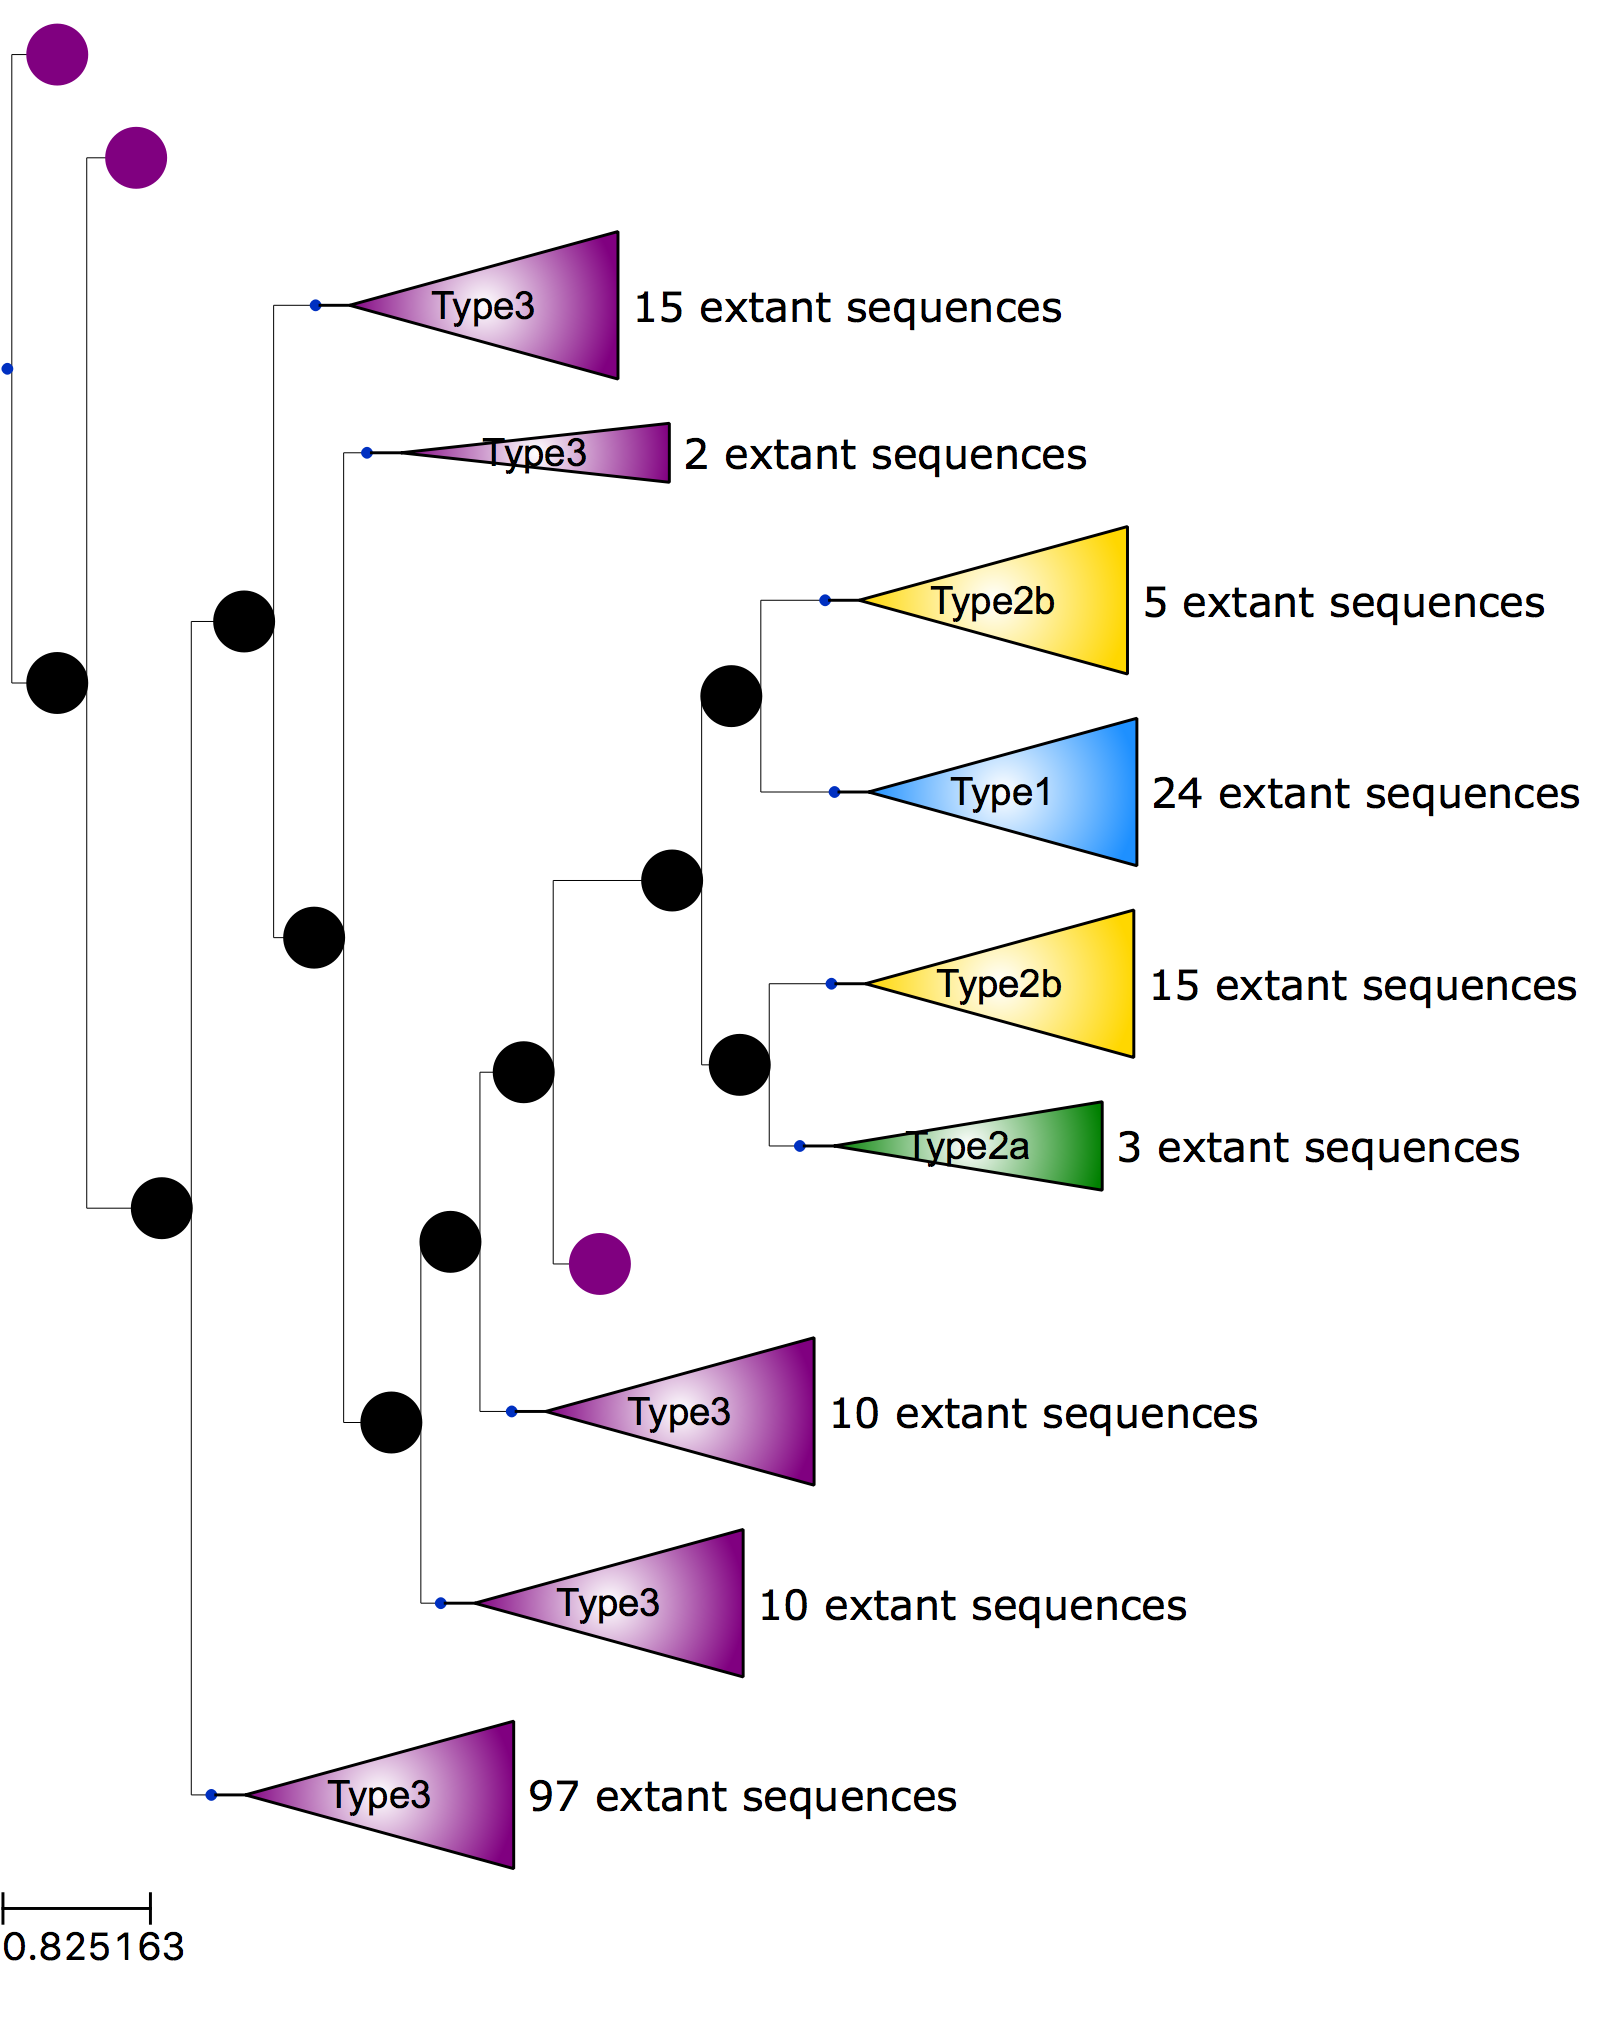 Type3 15 extant sequences
Type3 2 extant sequences
Type2b 5 extant sequences
Type1 24 extant sequences
Type2b 15 extant sequences
Type2a 3 extant sequences
Type3 10 extant sequences
Type3 10 extant sequences
Type3 97 extant sequences
0.825163